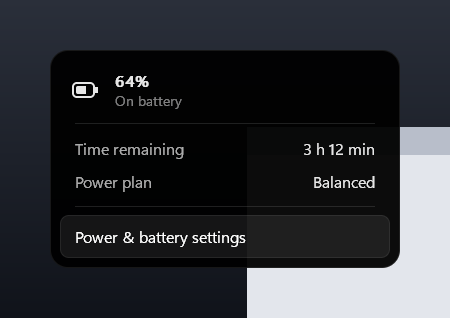 64%
On battery
Time remaining 3 h 12 min
Power plan Balanced
Power & battery settings